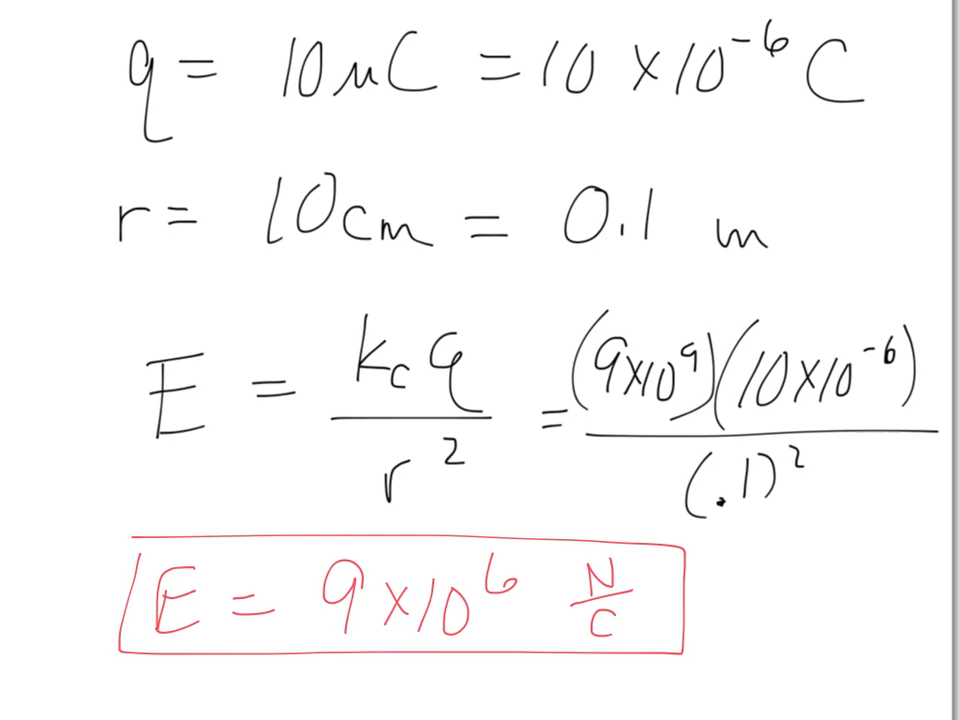 q = 10 μC = 10 × 10⁻⁶ C
r = 10 cm = 0.1 m
E = k_c q / r² = (9×10⁹)(10×10⁻⁶) / (.1)²
E = 9×10⁶ N/C